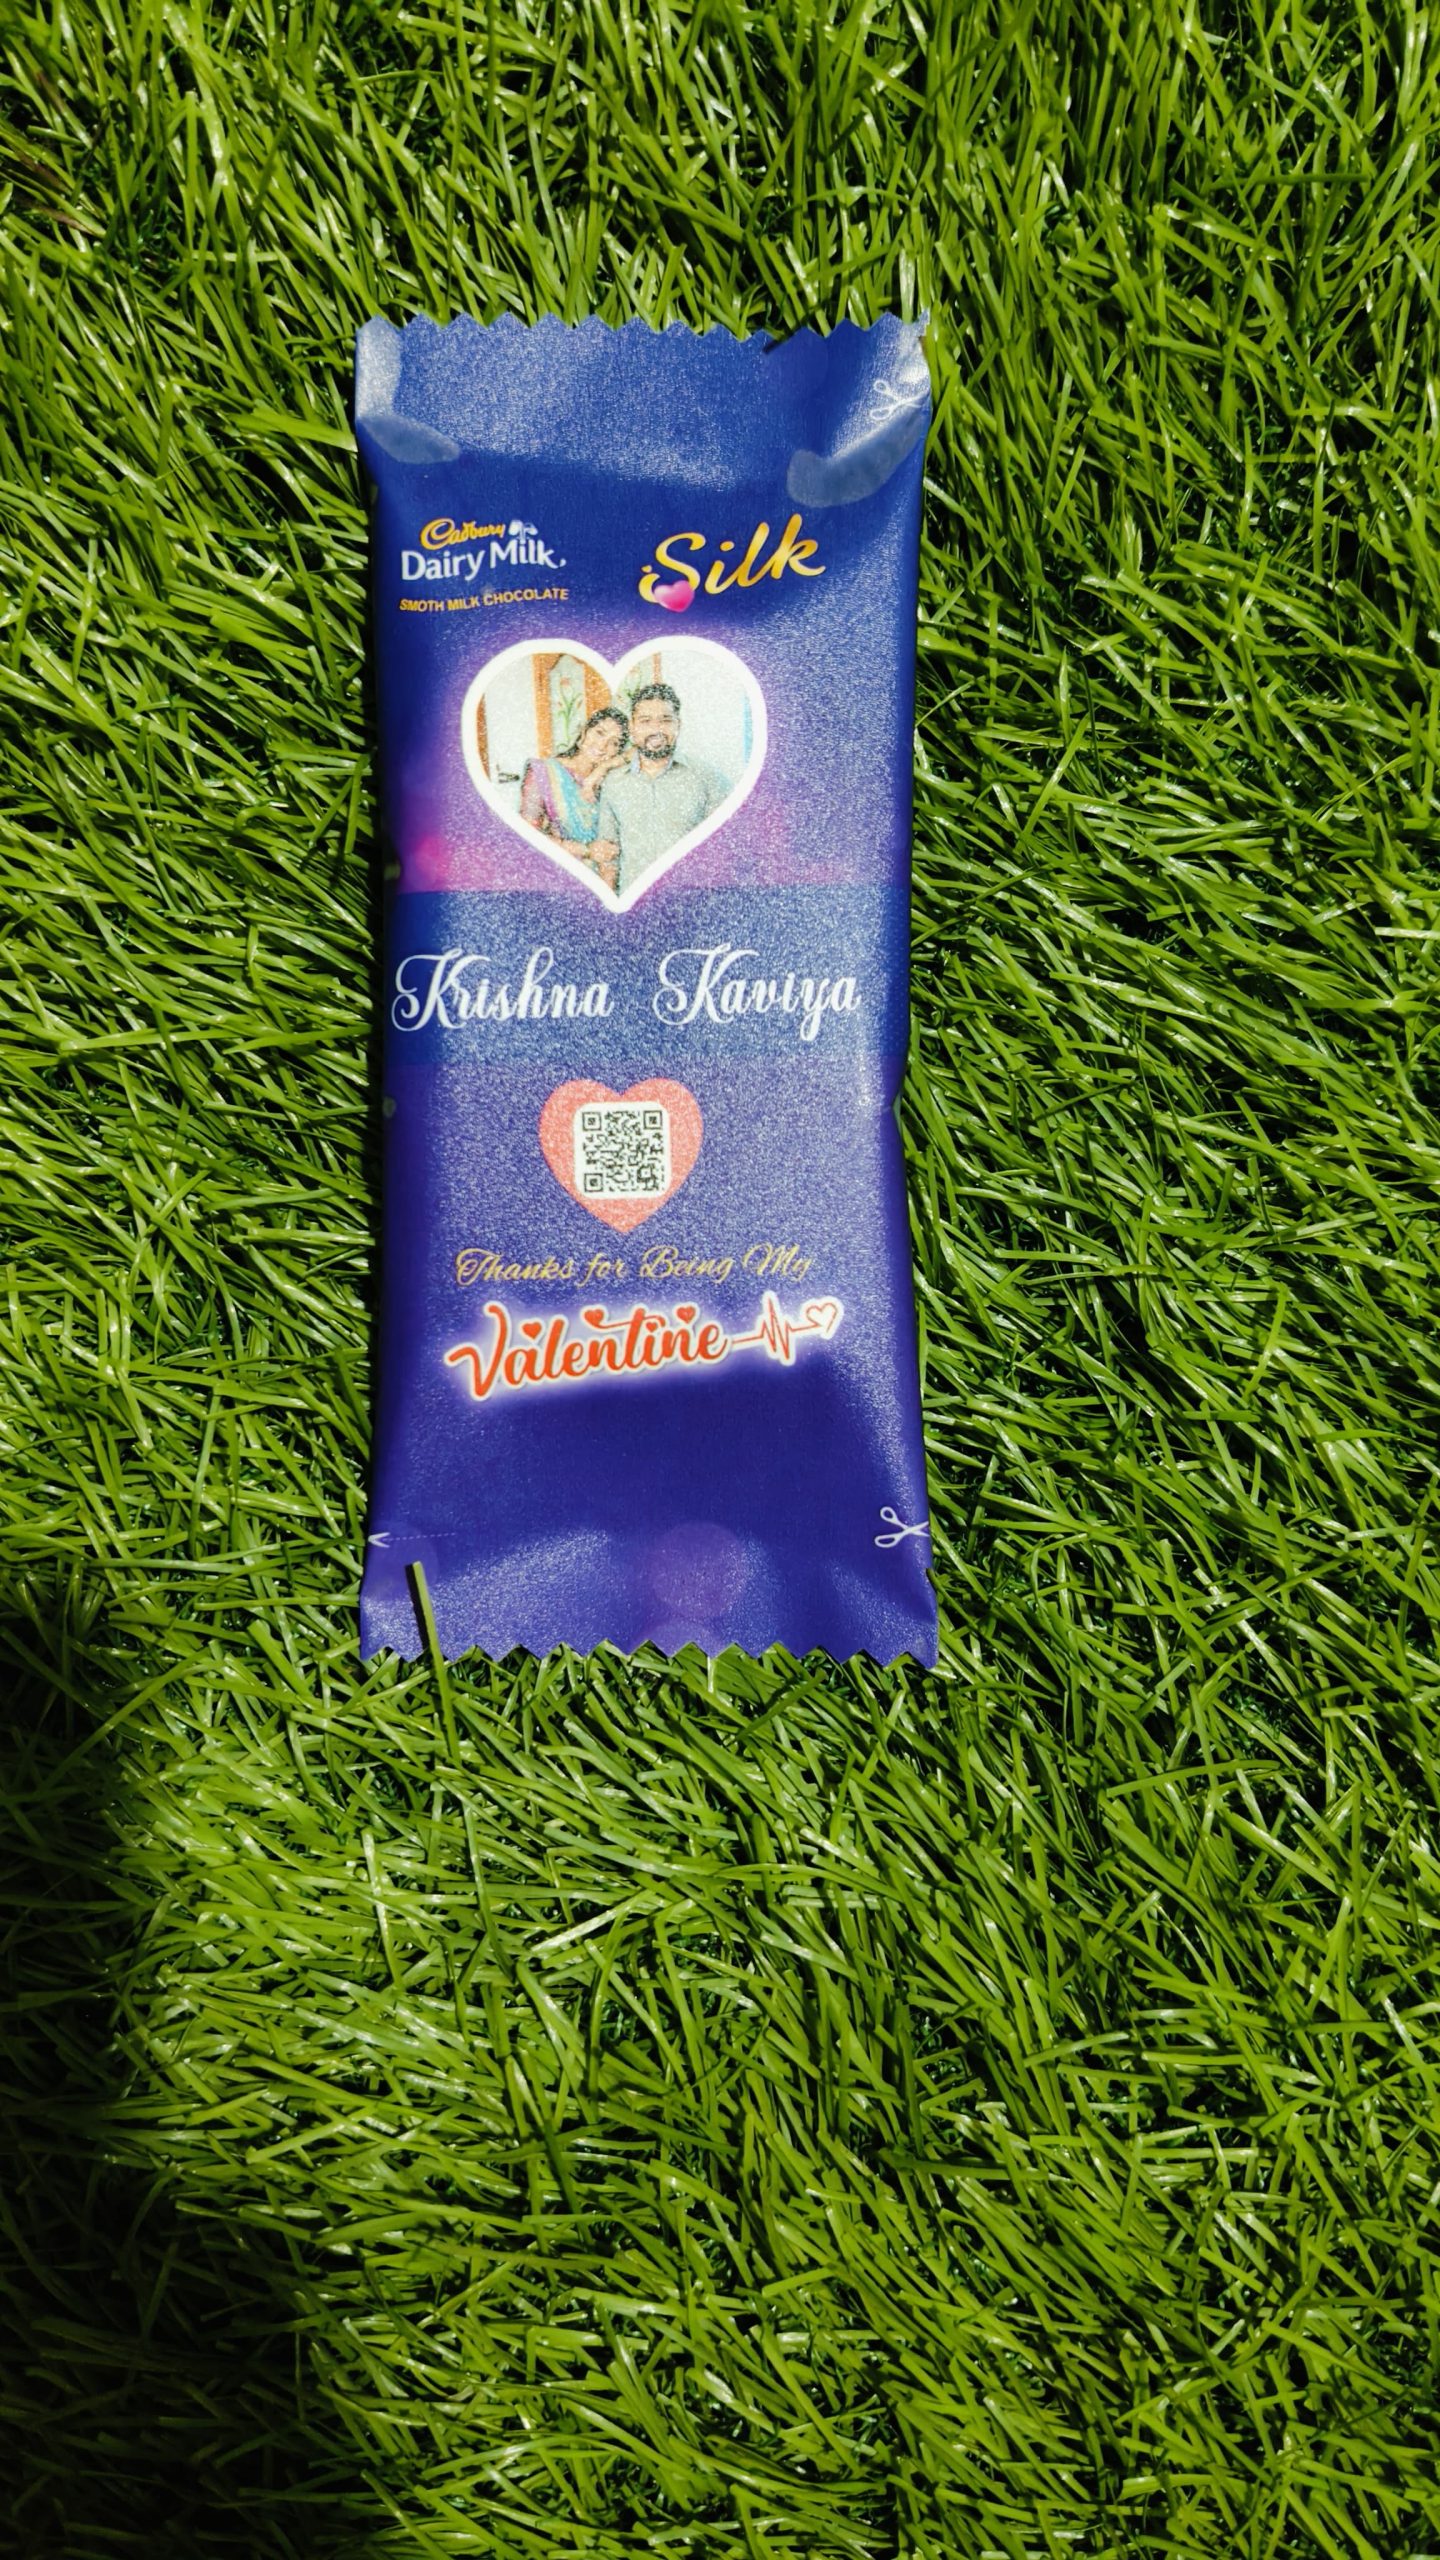 Cadbury
Dairy Milk
SMOTH MILK CHOCOLATE
Silk
Krishna Kaviya
Thanks for Being My
Valentine